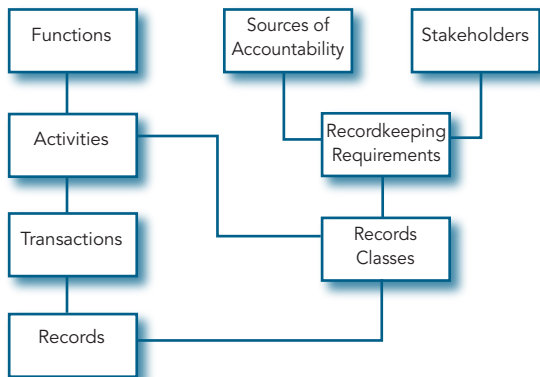 Functions
Sources of
Accountability
Stakeholders
Activities
Recordkeeping
Requirements
Transactions
Records
Classes
Records